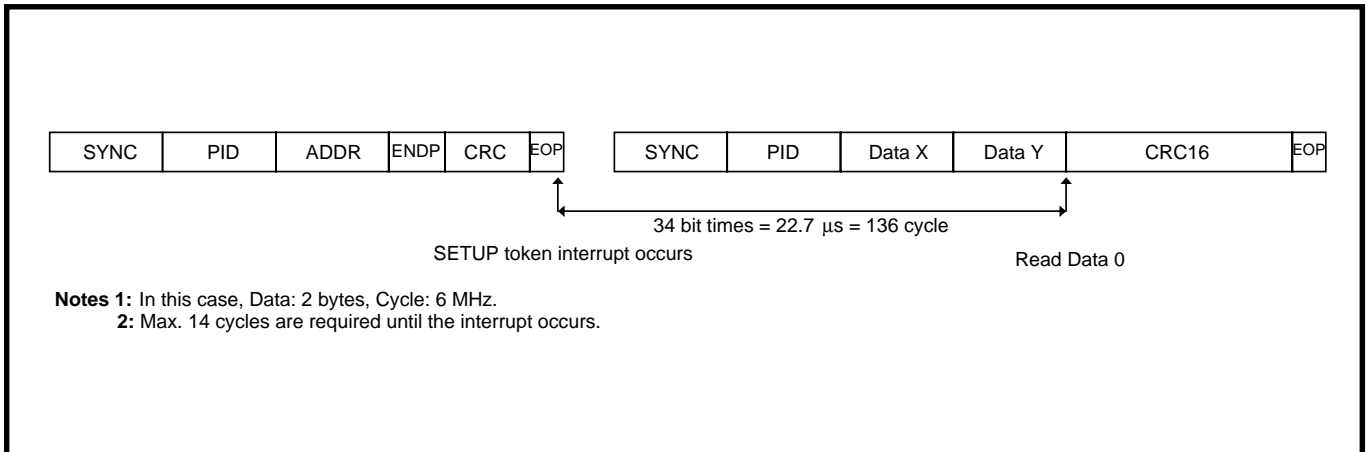 SYNC PID ADDR ENDP CRC EOP SYNC PID Data X Data Y CRC16 EOP
34 bit times = 22.7 μs = 136 cycle
SETUP token interrupt occurs
Read Data 0
Notes 1: In this case, Data: 2 bytes, Cycle: 6 MHz.
2: Max. 14 cycles are required until the interrupt occurs.